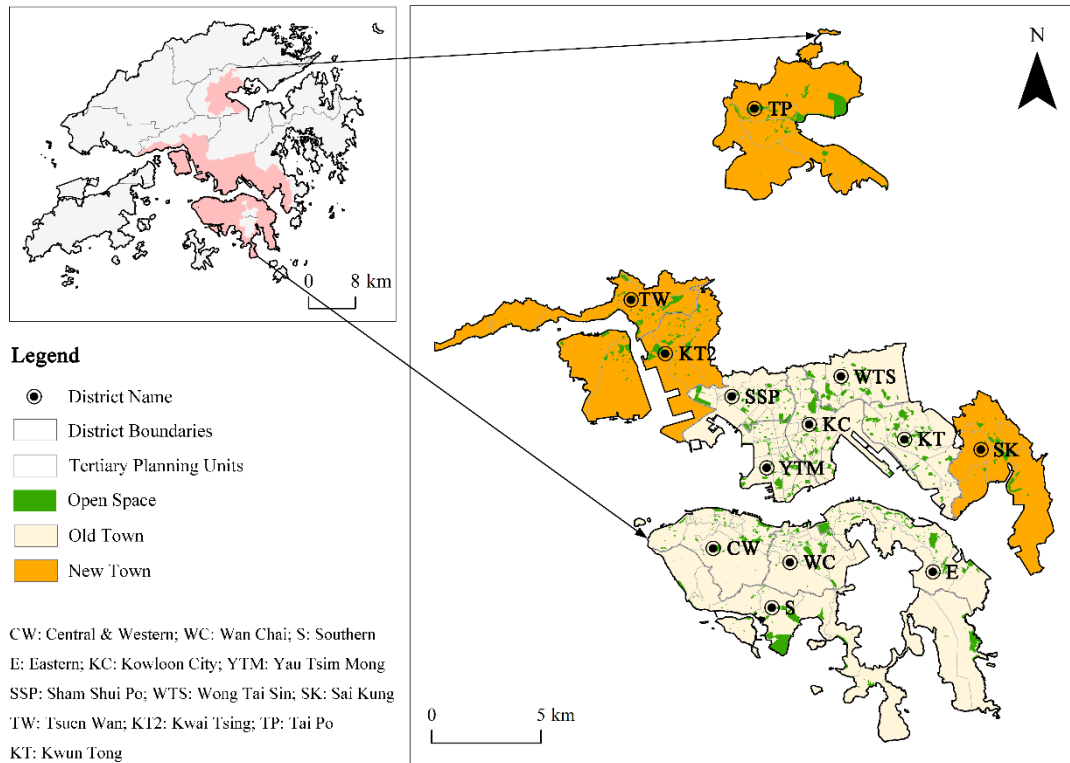 0 8 km
N
TP
TW
KT2
WTS
SSP
KC
KT
SK
YTM
CW
WC
E
S
0 5 km
Legend
District Name
District Boundaries
Tertiary Planning Units
Open Space
Old Town
New Town
CW: Central & Western; WC: Wan Chai; S: Southern
E: Eastern; KC: Kowloon City; YTM: Yau Tsim Mong
SSP: Sham Shui Po; WTS: Wong Tai Sin; SK: Sai Kung
TW: Tsuen Wan; KT2: Kwai Tsing; TP: Tai Po
KT: Kwun Tong